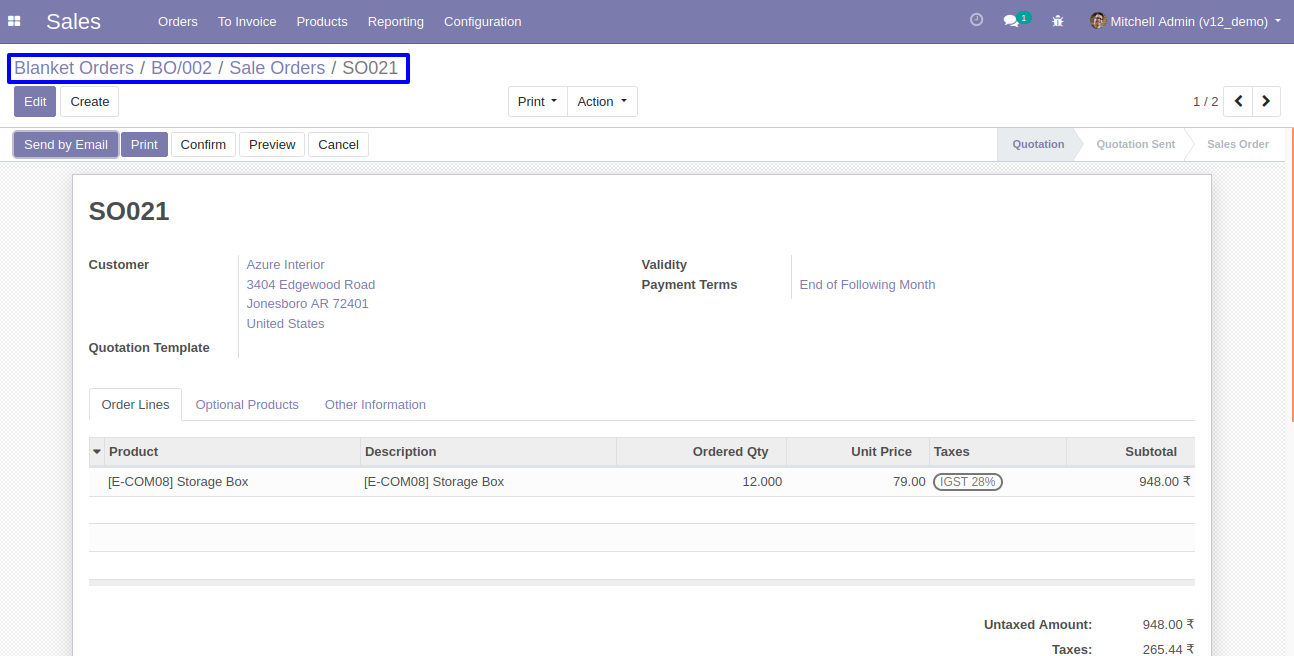 Sales Orders To Invoice Products Reporting Configuration 1 Mitchell Admin (v12_demo)
Blanket Orders / BO/002 / Sale Orders / SO021
Edit Create Print Action 1 / 2
Send by Email Print Confirm Preview Cancel Quotation Quotation Sent Sales Order
SO021
Customer Azure Interior Validity
3404 Edgewood Road Payment Terms End of Following Month
Jonesboro AR 72401
United States
Quotation Template
Order Lines Optional Products Other Information
Product Description Ordered Qty Unit Price Taxes Subtotal
[E-COM08] Storage Box [E-COM08] Storage Box 12.000 79.00 IGST 28% 948.00 ₹
Untaxed Amount: 948.00 ₹
Taxes: 265.44 ₹